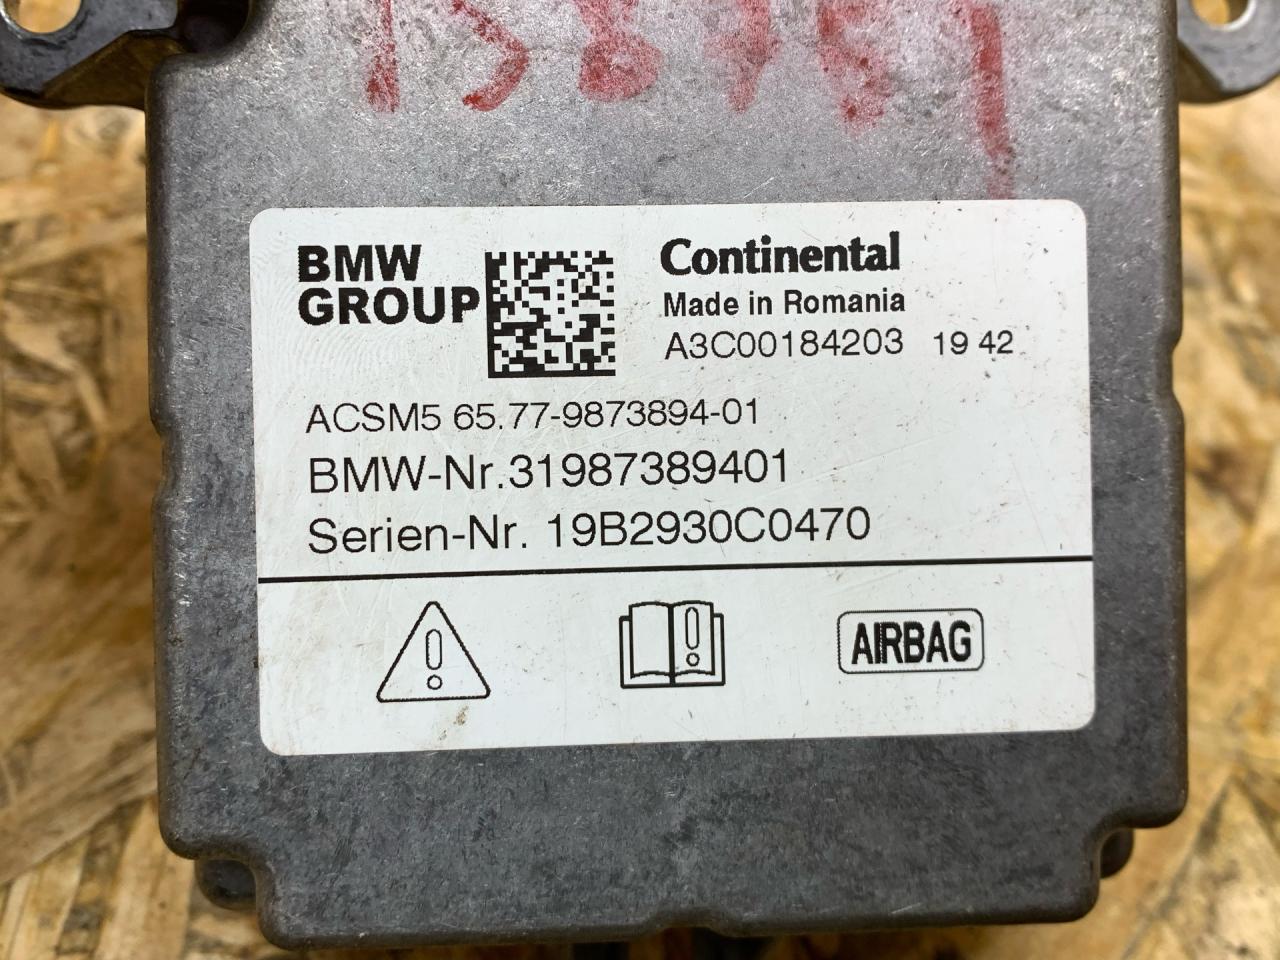 BMW
GROUP
Continental
Made in Romania
A3C00184203 19 42
ACSM5 65.77-9873894-01
BMW-Nr.31987389401
Serien-Nr. 19B2930C0470
AIRBAG